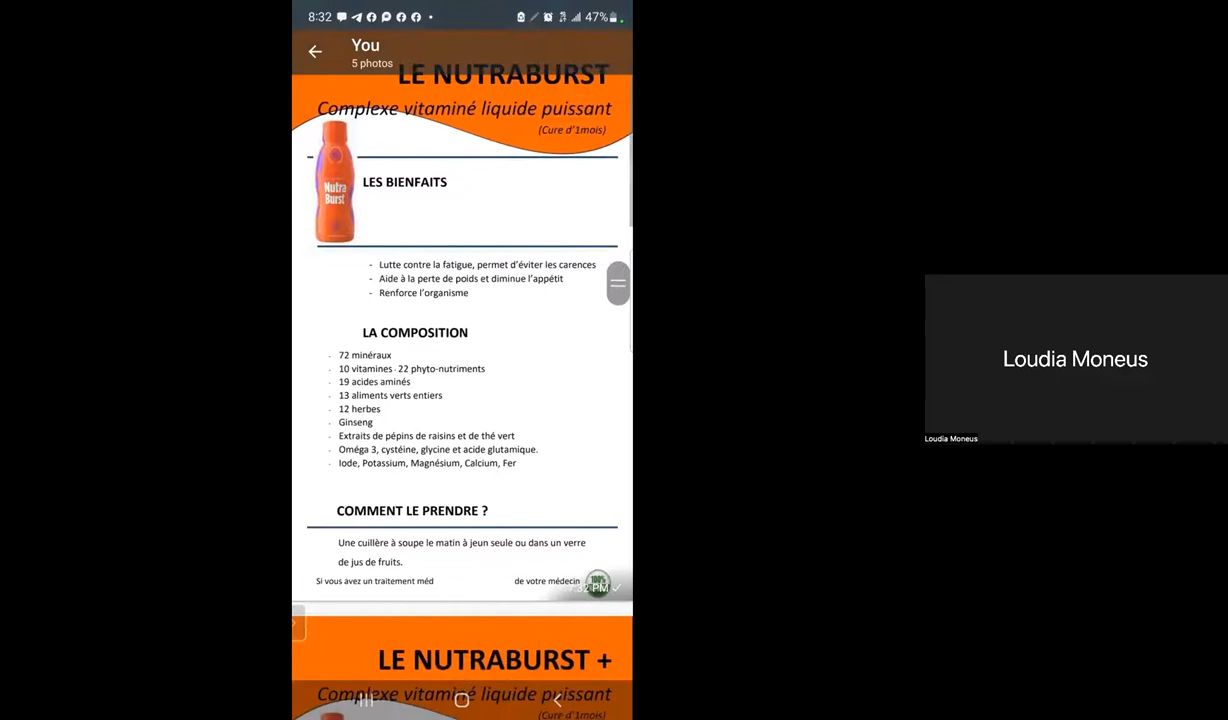 8:32
47%
You
5 photos
LE NUTRABURST
Complexe vitaminé liquide puissant
(Cure d'1mois)
Nutra
Burst
LES BIENFAITS
- Lutte contre la fatigue, permet d'éviter les carences
- Aide à la perte de poids et diminue l'appétit
- Renforce l'organisme
LA COMPOSITION
- 72 minéraux
- 10 vitames - 22 phyto-nutriments
- 19 acides aminés
- 13 aliments verts entiers
- 12 herbes
- Ginseng
- Extraits de pépins de raisins et de thé vert
- Oméga 3, cystéine, glycine et acide glutamique.
- Iode, Potassium, Magnésium, Calcium, Fer
COMMENT LE PRENDRE ?
Une cuillère à soupe le matin à jeun seule ou dans un verre
de jus de fruits.
Si vous avez un traitement méd de votre médecin
100%
7:32 PM
LE NUTRABURST +
Complexe vitaminé liquide puissant
(Cure d'1mois)
Loudia Moneus
Loudia Moneus